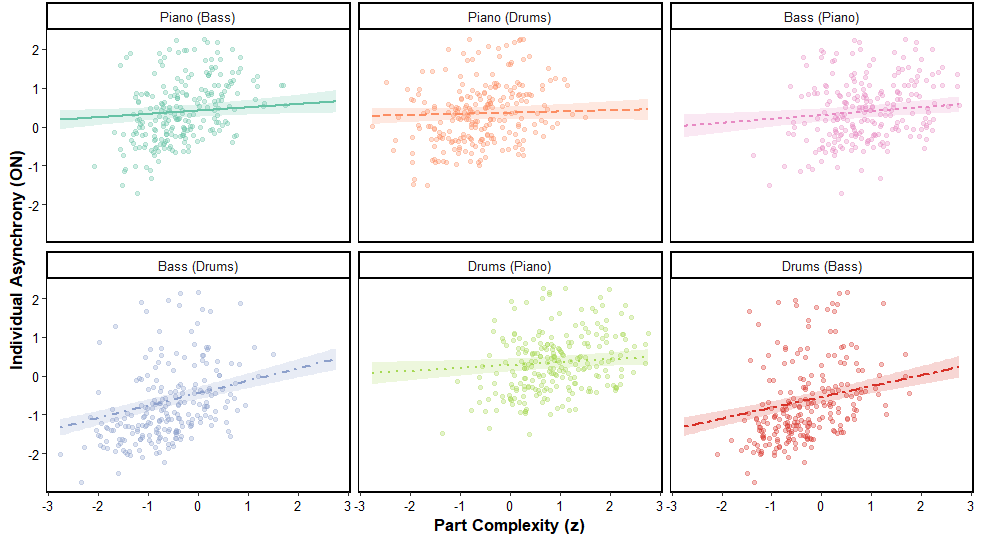 Piano (Bass) Piano (Drums) Bass (Piano)
2
1
0
-1
-2
Individual Asynchrony (ON)
Bass (Drums) Drums (Piano) Drums (Bass)
2
1
0
-1
-2
-3 -2 -1 0 1 2 3 -2 -1 0 1 2 3 -3 -2 -1 0 1 2 3
Part Complexity (z)